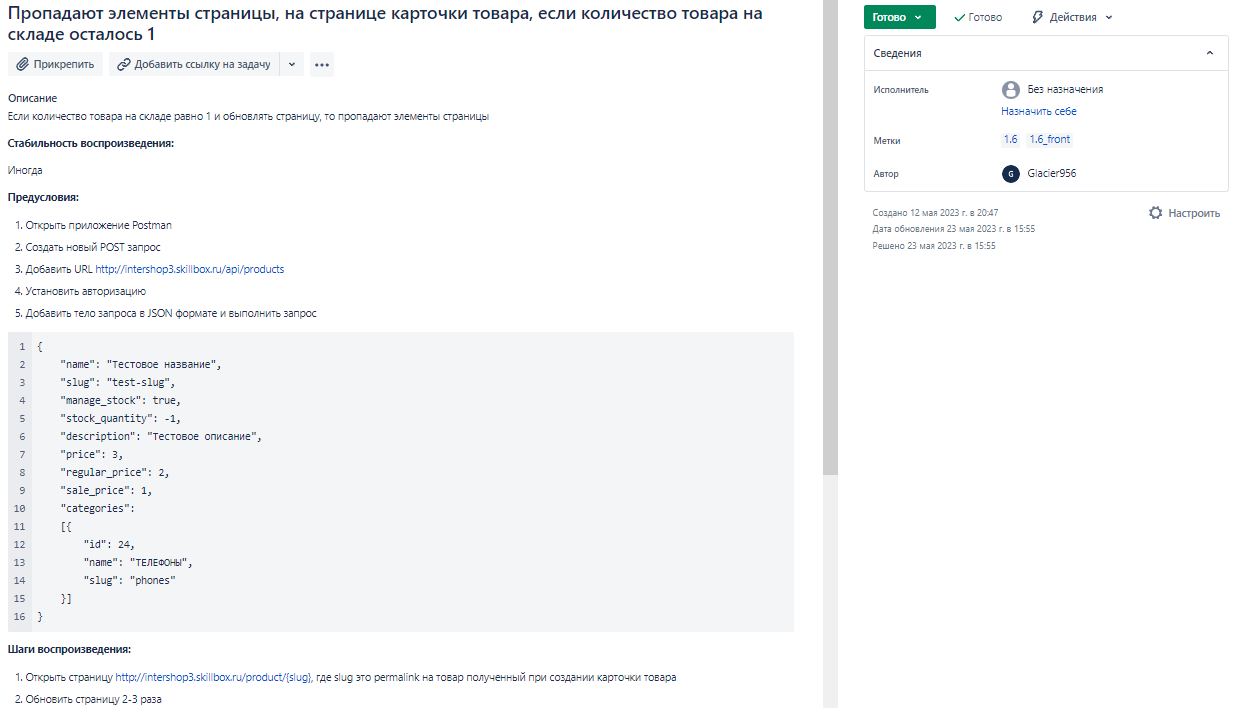 Пропадают элементы страницы, на странице карточки товара, если количество товара на
складе осталось 1
Прикрепить
Добавить ссылку на задачу
Описание
Если количество товара на складе равно 1 и обновлять страницу, то пропадают элементы страницы
Стабильность воспроизведения:
Иногда
Предусловия:
1. Открыть приложение Postman
2. Создать новый POST запрос
3. Добавить URL http://intershop3.skillbox.ru/api/products
4. Установить авторизацию
5. Добавить тело запроса в JSON формате и выполнить запрос
1 {
2 "name": "Тестовое название",
3 "slug": "test-slug",
4 "manage_stock": true,
5 "stock_quantity": -1,
6 "description": "Тестовое описание",
7 "price": 3,
8 "regular_price": 2,
9 "sale_price": 1,
10 "categories":
11 [{
12 "id": 24,
13 "name": "ТЕЛЕФОНЫ",
14 "slug": "phones"
15 }]
16 }
Шаги воспроизведения:
1. Открыть страницу http://intershop3.skillbox.ru/product/{slug}, где slug это permalink на товар полученный при создании карточки товара
2. Обновить страницу 2-3 раза
Готово
Готово
Действия
Сведения
Исполнитель
Без назначения
Назначить себе
Метки
1.6 1.6_front
Автор
G Glacier956
Создано 12 мая 2023 г. в 20:47
Настроить
Дата обновления 23 мая 2023 г. в 15:55
Решено 23 мая 2023 г. в 15:55